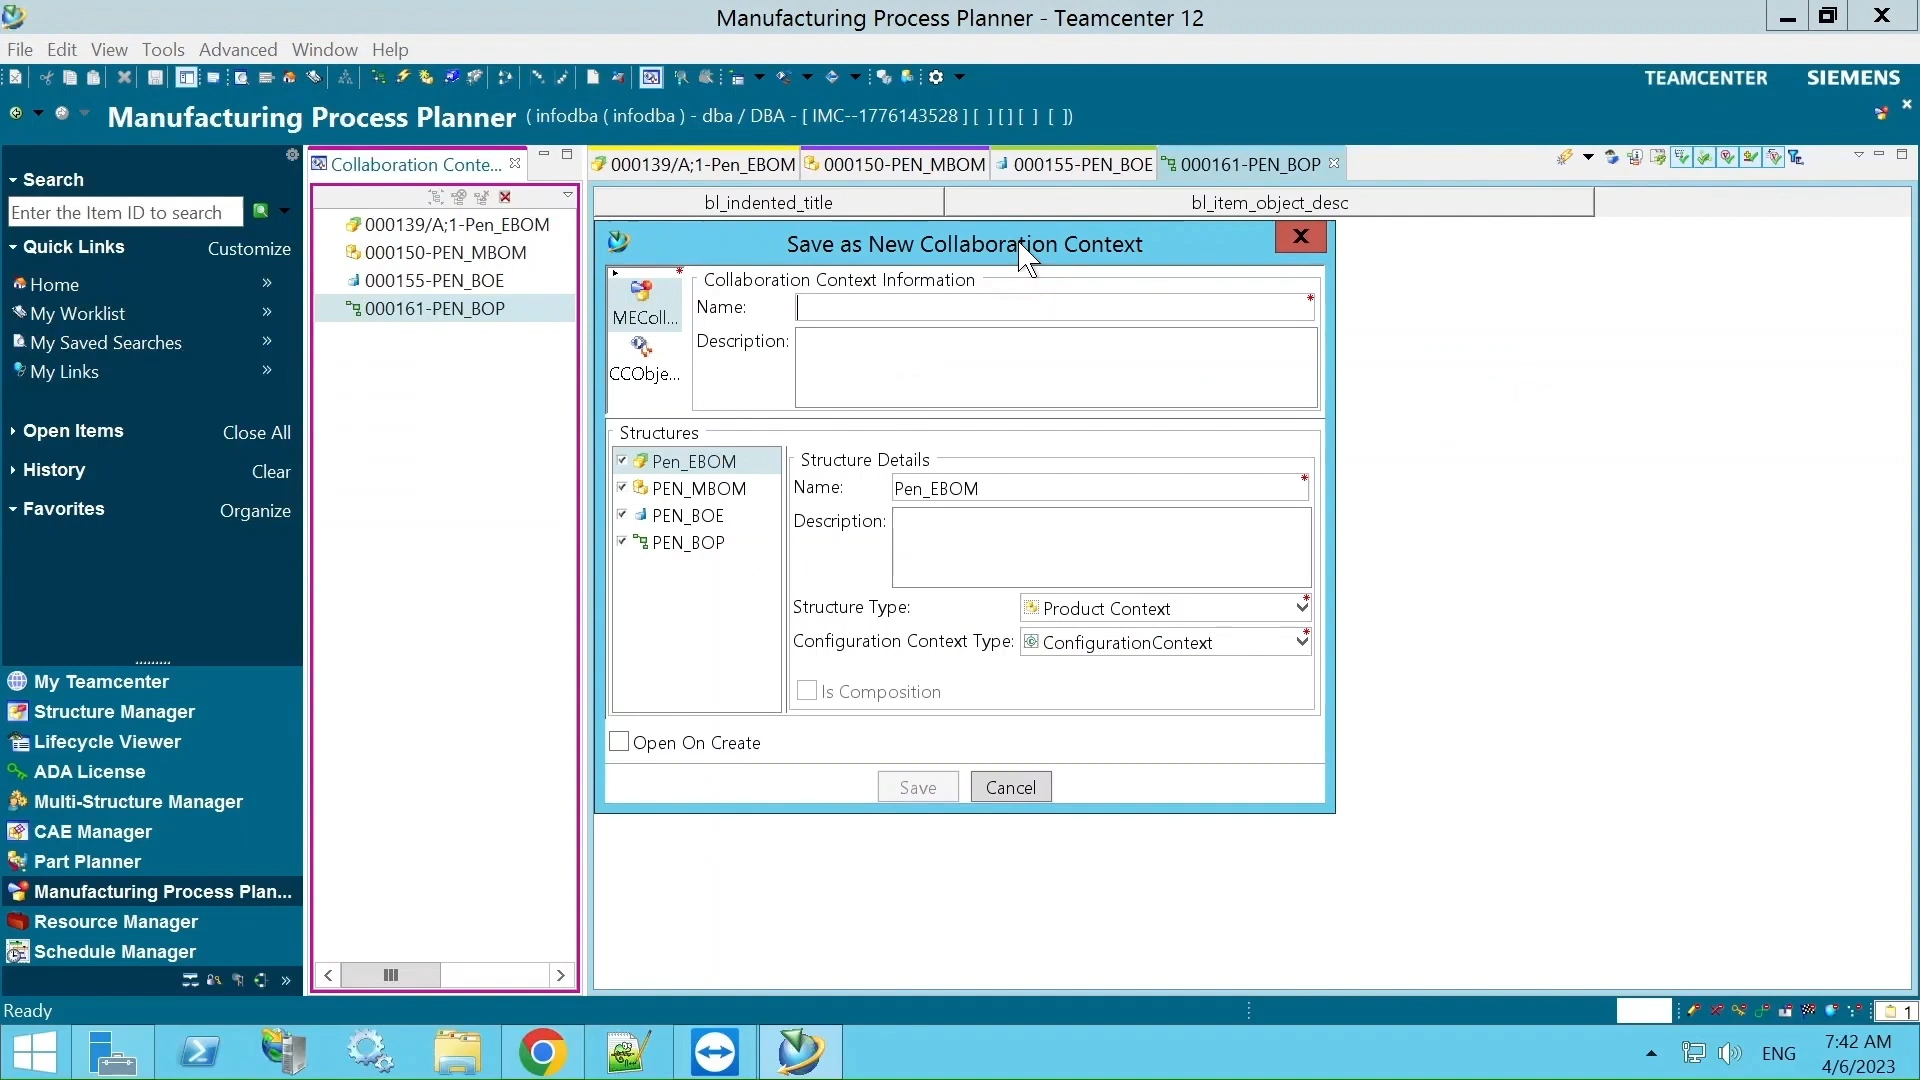 Manufacturing Process Planner - Teamcenter 12
File Edit View Tools Advanced Window Help
TEAMCENTER SIEMENS
Manufacturing Process Planner ( infodba ( infodba ) - dba / DBA - [ IMC--1776143528 ] [ ] [ ] [ ] [ ])
Search
Enter the Item ID to search
Quick Links Customize
Home »
My Worklist »
My Saved Searches »
My Links »
Open Items Close All
History Clear
Favorites Organize
My Teamcenter
Structure Manager
Lifecycle Viewer
ADA License
Multi-Structure Manager
CAE Manager
Part Planner
Manufacturing Process Plan...
Resource Manager
Schedule Manager
»
Collaboration Conte...
000139/A;1-Pen_EBOM
000150-PEN_MBOM
000155-PEN_BOE
000161-PEN_BOP
000139/A;1-Pen_EBOM 000150-PEN_MBOM 000155-PEN_BOE 000161-PEN_BOP
bl_indented_title bl_item_object_desc
Save as New Collaboration Context
MEColl...
CCObje...
Collaboration Context Information
Name: *
Description:
Structures
Pen_EBOM
PEN_MBOM
PEN_BOE
PEN_BOP
Structure Details
Name: Pen_EBOM *
Description:
Structure Type: Product Context *
Configuration Context Type: ConfigurationContext *
Is Composition
Open On Create
Save Cancel
Ready
1
ENG
7:42 AM
4/6/2023